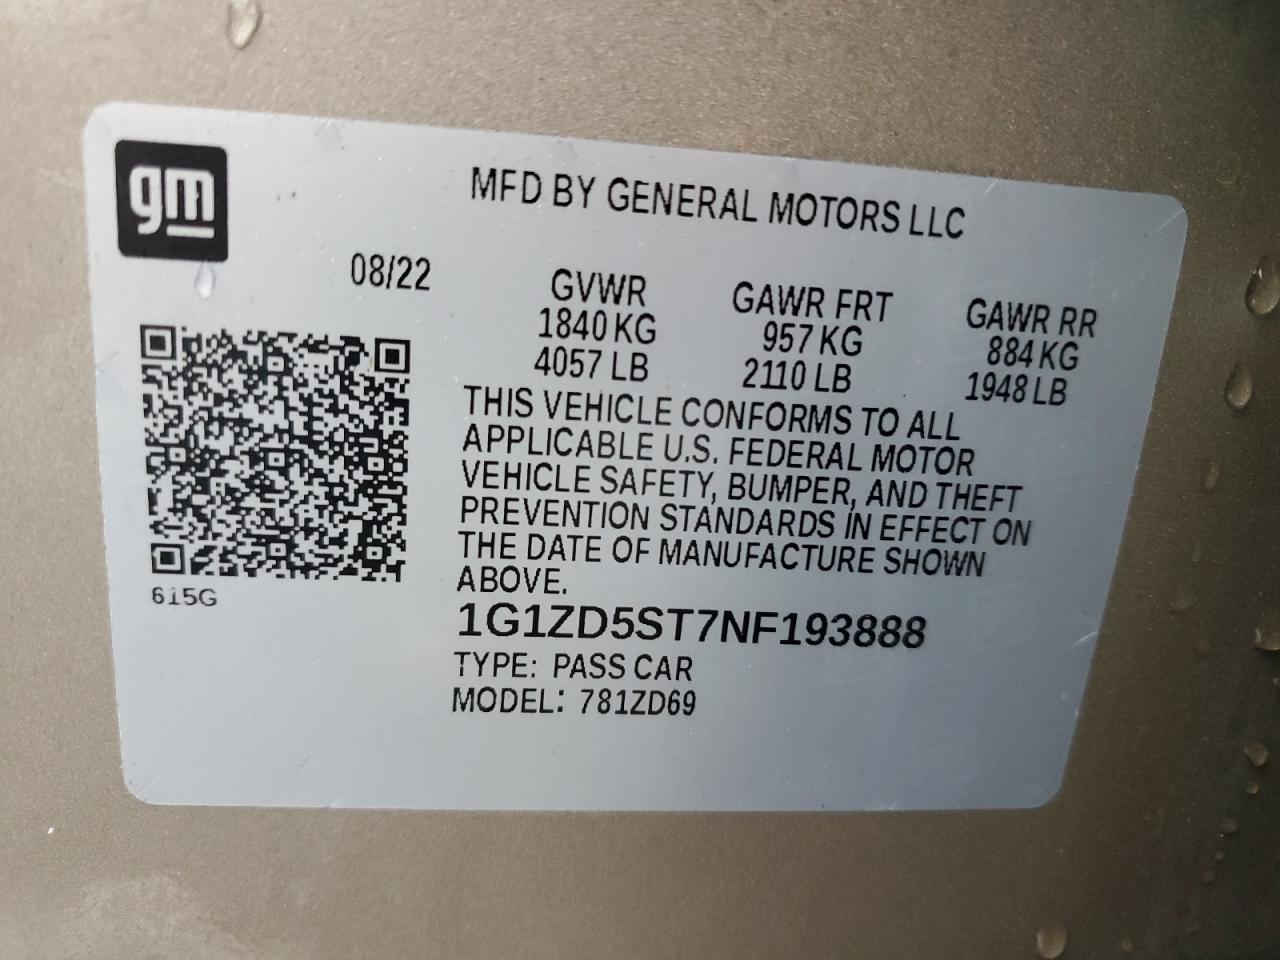 gm
MFD BY GENERAL MOTORS LLC
08/22
GVWR
1840 KG
4057 LB
GAWR FRT
957 KG
2110 LB
GAWR RR
884 KG
1948 LB
THIS VEHICLE CONFORMS TO ALL
APPLICABLE U.S. FEDERAL MOTOR
VEHICLE SAFETY, BUMPER, AND THEFT
PREVENTION STANDARDS IN EFFECT ON
THE DATE OF MANUFACTURE SHOWN
ABOVE.
615G
1G1ZD5ST7NF193888
TYPE: PASS CAR
MODEL: 781ZD69